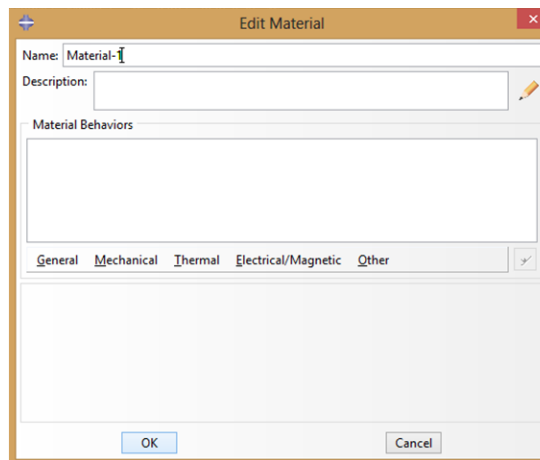 Edit Material
Name: Material-1
Description:
Material Behaviors
General Mechanical Thermal Electrical/Magnetic Other
OK Cancel